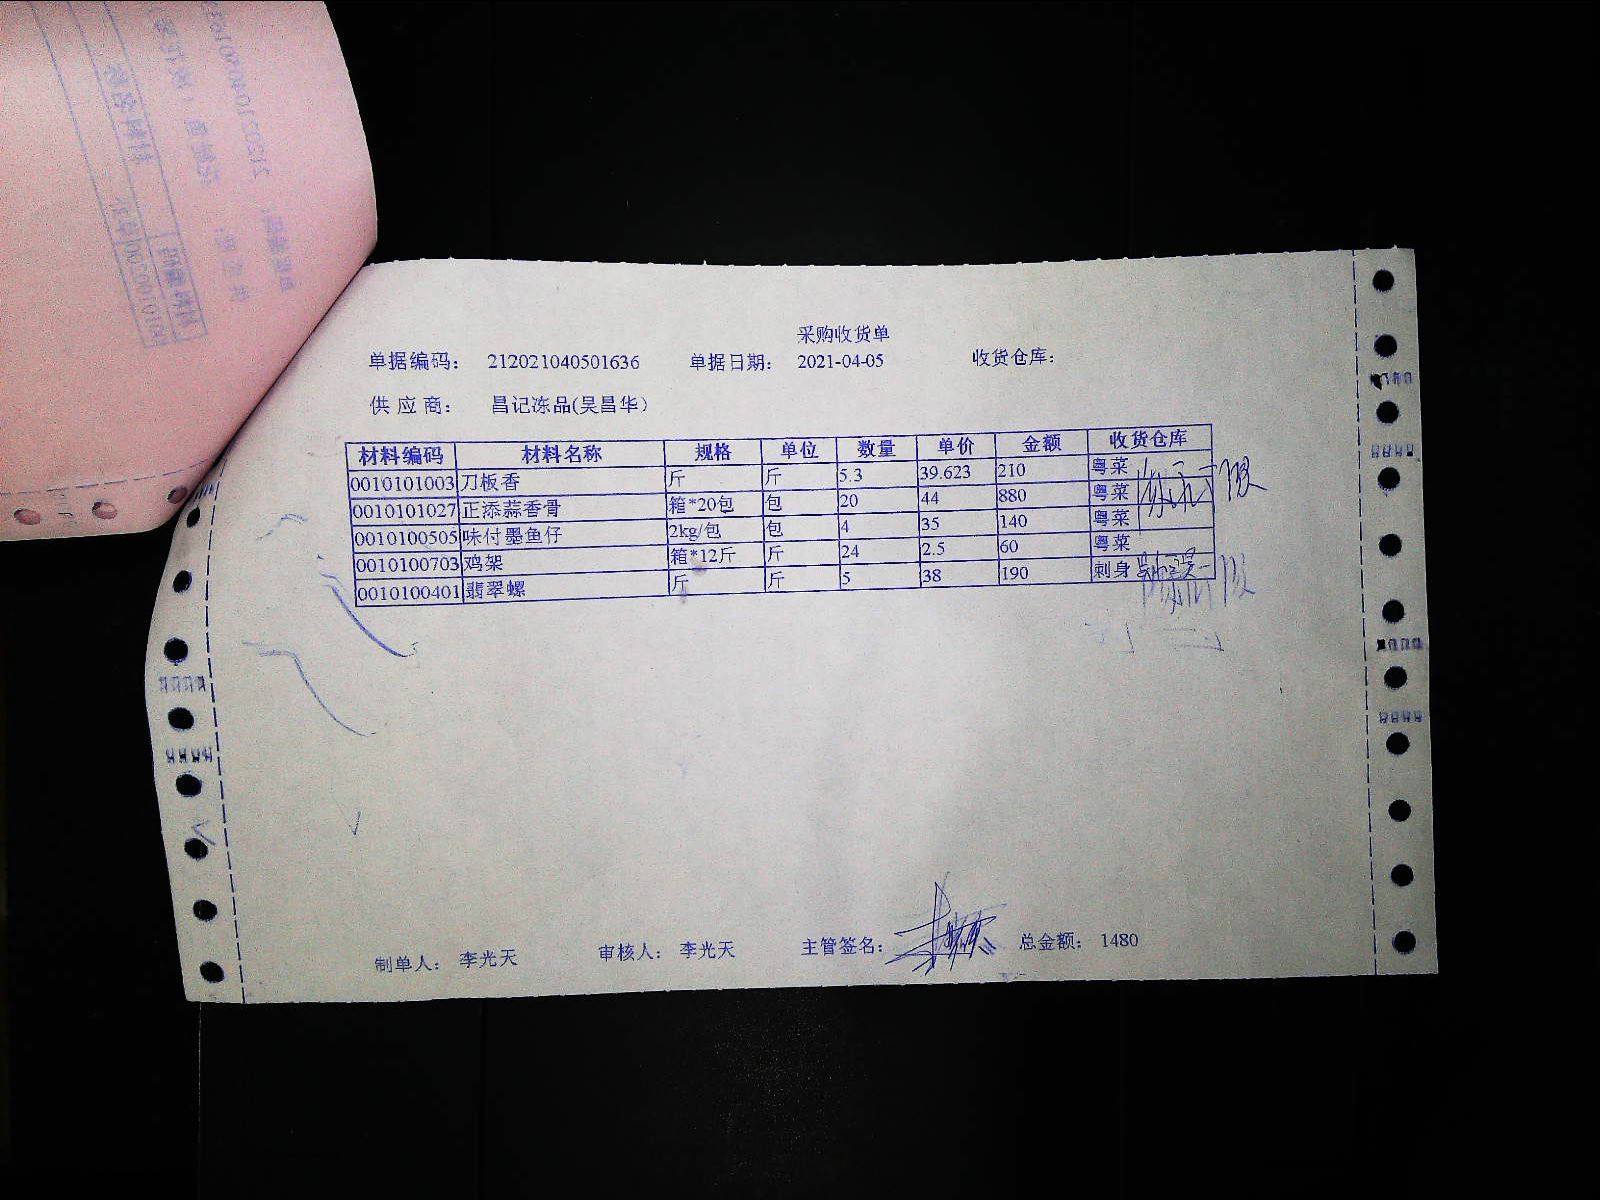 采购收货单
单据编码： 212021040501636 单据日期： 2021-04-05 收货仓库：
供 应 商： 昌记冻品(吴昌华)
材料编码 材料名称 规格 单位 数量 单价 金额 收货仓库
0010101003 刀板香 斤 斤 5.3 39.623 210 粤菜
0010101027 正添蒜香骨 箱*20包 包 20 44 880 粤菜
0010100505 味付墨鱼仔 2kg/包 包 4 35 140 粤菜
0010100703 鸡架 箱*12斤 斤 24 2.5 60 粤菜
0010100401 翡翠螺 斤 斤 5 38 190 刺身
制单人： 李光天 审核人： 李光天 主管签名： 总金额： 1480